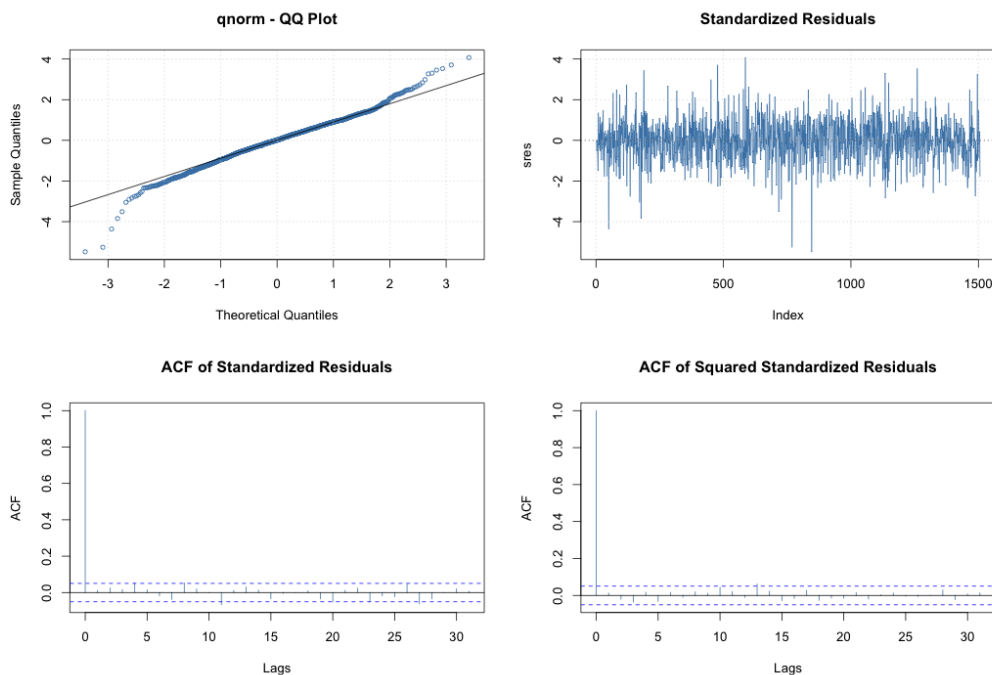 qnorm - QQ Plot
Sample Quantiles
4
2
0
-2
-4
-3 -2 -1 0 1 2 3
Theoretical Quantiles
Standardized Residuals
sres
4
2
0
-2
-4
0 500 1000 1500
Index
ACF of Standardized Residuals
ACF
1.0
0.8
0.6
0.4
0.2
0.0
0 5 10 15 20 25 30
Lags
ACF of Squared Standardized Residuals
ACF
1.0
0.8
0.6
0.4
0.2
0.0
0 5 10 15 20 25 30
Lags